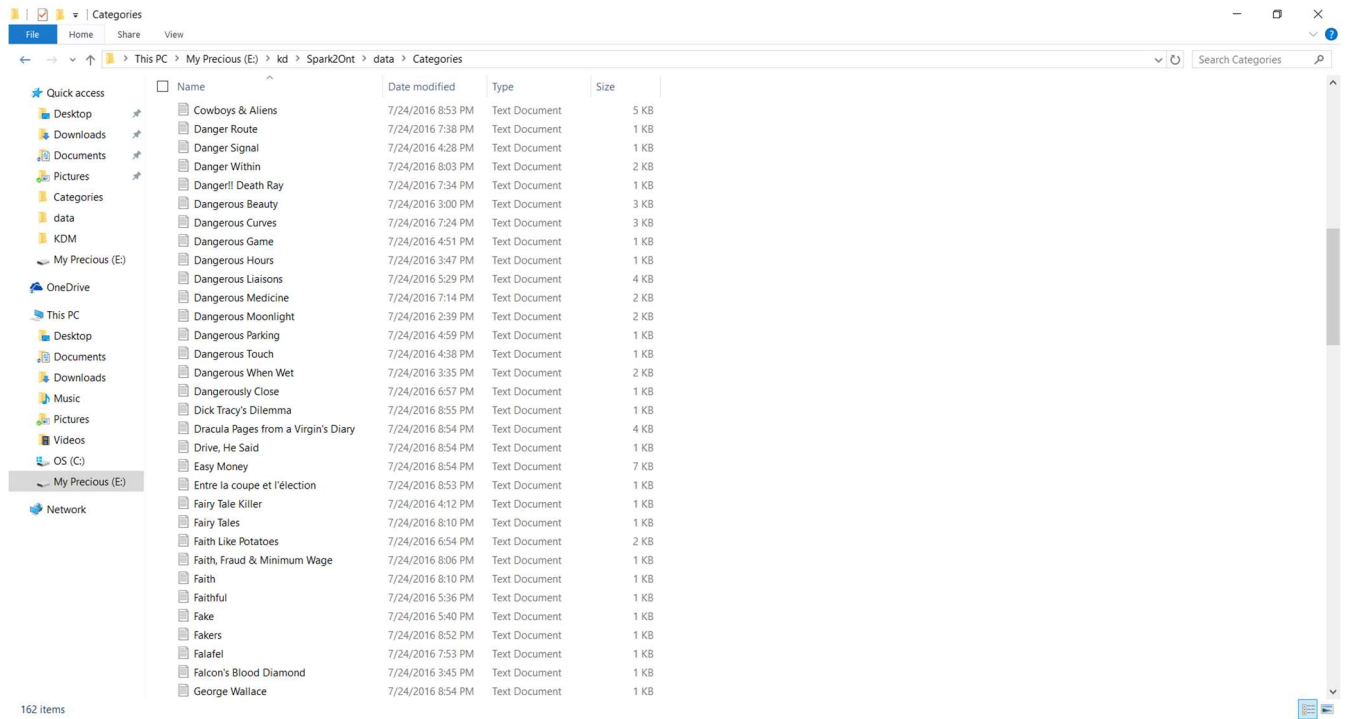 Categories
File Home Share View
This PC > My Precious (E:) > kd > Spark2Ont > data > Categories
Search Categories
Quick access
Desktop
Downloads
Documents
Pictures
Categories
data
KDM
My Precious (E:)
OneDrive
This PC
Desktop
Documents
Downloads
Music
Pictures
Videos
OS (C:)
My Precious (E:)
Network
Name Date modified Type Size
Cowboys & Aliens 7/24/2016 8:53 PM Text Document 5 KB
Danger Route 7/24/2016 7:38 PM Text Document 1 KB
Danger Signal 7/24/2016 4:28 PM Text Document 1 KB
Danger Within 7/24/2016 8:03 PM Text Document 2 KB
Danger!! Death Ray 7/24/2016 7:34 PM Text Document 1 KB
Dangerous Beauty 7/24/2016 3:00 PM Text Document 3 KB
Dangerous Curves 7/24/2016 7:24 PM Text Document 3 KB
Dangerous Game 7/24/2016 4:51 PM Text Document 1 KB
Dangerous Hours 7/24/2016 3:47 PM Text Document 1 KB
Dangerous Liaisons 7/24/2016 5:29 PM Text Document 4 KB
Dangerous Medicine 7/24/2016 7:14 PM Text Document 2 KB
Dangerous Moonlight 7/24/2016 2:39 PM Text Document 2 KB
Dangerous Parking 7/24/2016 4:59 PM Text Document 1 KB
Dangerous Touch 7/24/2016 4:38 PM Text Document 1 KB
Dangerous When Wet 7/24/2016 3:35 PM Text Document 2 KB
Dangerously Close 7/24/2016 6:57 PM Text Document 1 KB
Dick Tracy's Dilemma 7/24/2016 8:55 PM Text Document 1 KB
Dracula Pages from a Virgin's Diary 7/24/2016 8:54 PM Text Document 4 KB
Drive, He Said 7/24/2016 8:54 PM Text Document 1 KB
Easy Money 7/24/2016 8:54 PM Text Document 7 KB
Entre la coupe et l'élection 7/24/2016 8:53 PM Text Document 1 KB
Fairy Tale Killer 7/24/2016 4:12 PM Text Document 1 KB
Fairy Tales 7/24/2016 8:10 PM Text Document 1 KB
Faith Like Potatoes 7/24/2016 6:54 PM Text Document 2 KB
Faith, Fraud & Minimum Wage 7/24/2016 8:06 PM Text Document 1 KB
Faith 7/24/2016 8:10 PM Text Document 1 KB
Faithful 7/24/2016 5:36 PM Text Document 1 KB
Fake 7/24/2016 5:40 PM Text Document 1 KB
Fakers 7/24/2016 8:52 PM Text Document 1 KB
Falafel 7/24/2016 7:53 PM Text Document 1 KB
Falcon's Blood Diamond 7/24/2016 3:45 PM Text Document 1 KB
George Wallace 7/24/2016 8:54 PM Text Document 1 KB
162 items